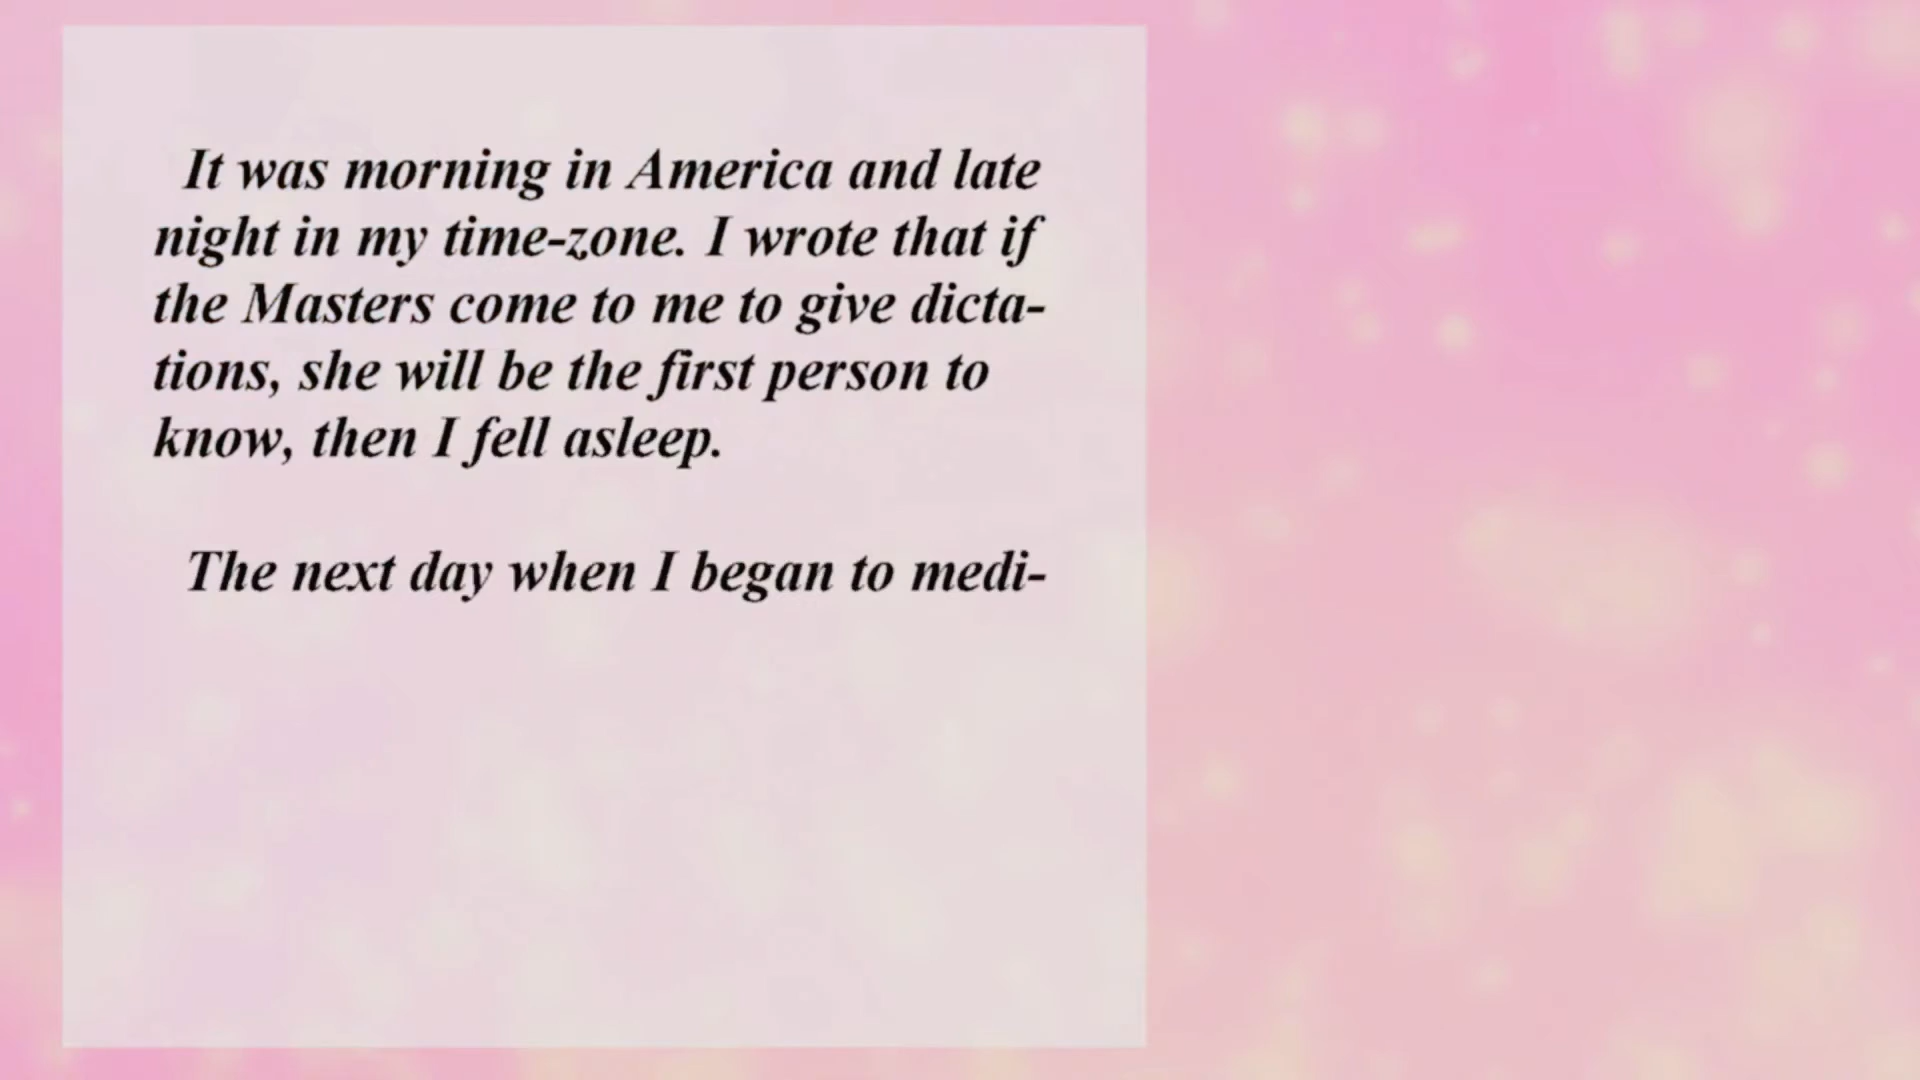 It was morning in America and late
night in my time-zone. I wrote that if
the Masters come to me to give dicta-
tions, she will be the first person to
know, then I fell asleep.
The next day when I began to medi-